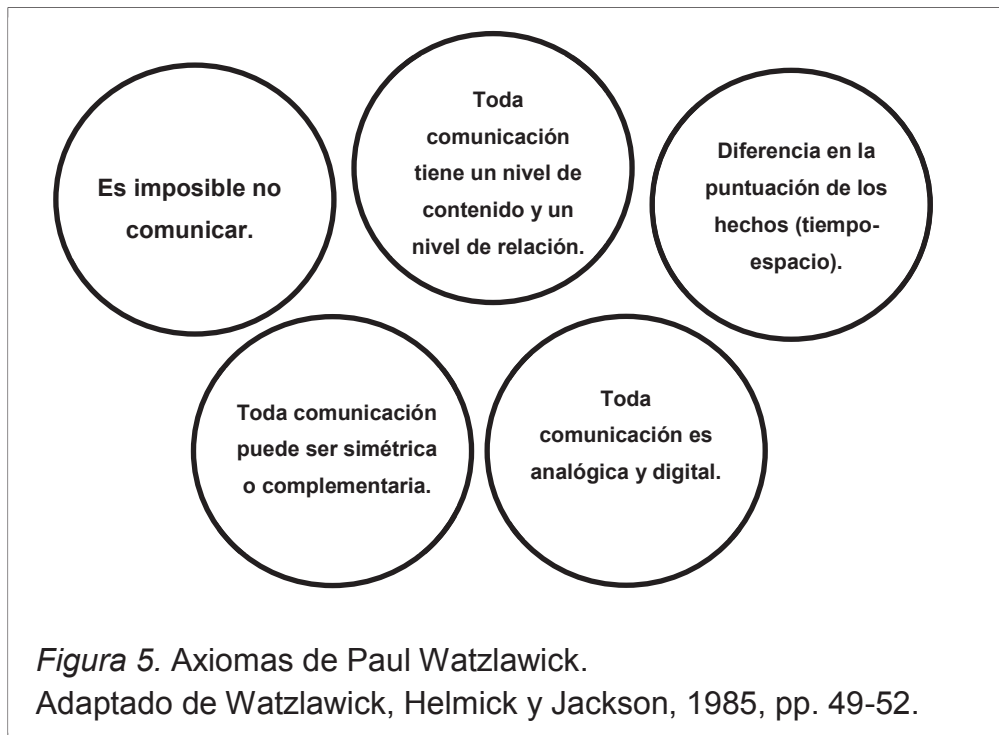 Es imposible no
comunicar.
Toda
comunicación
tiene un nivel de
contenido y un
nivel de relación.
Diferencia en la
puntuación de los
hechos (tiempo-
espacio).
Toda comunicación
puede ser simétrica
o complementaria.
Toda
comunicación es
analógica y digital.
Figura 5. Axiomas de Paul Watzlawick.
Adaptado de Watzlawick, Helmick y Jackson, 1985, pp. 49-52.